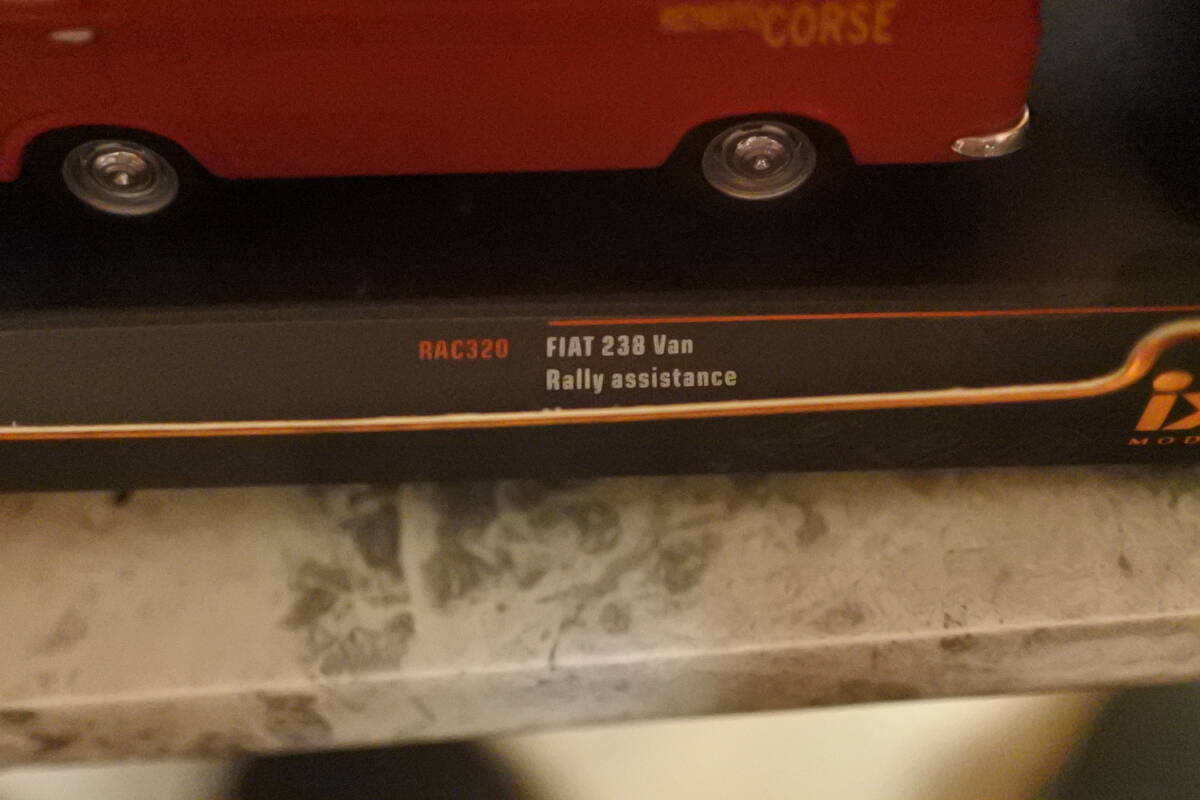 CORSE
RAC320
FIAT 238 Van
Rally assistance